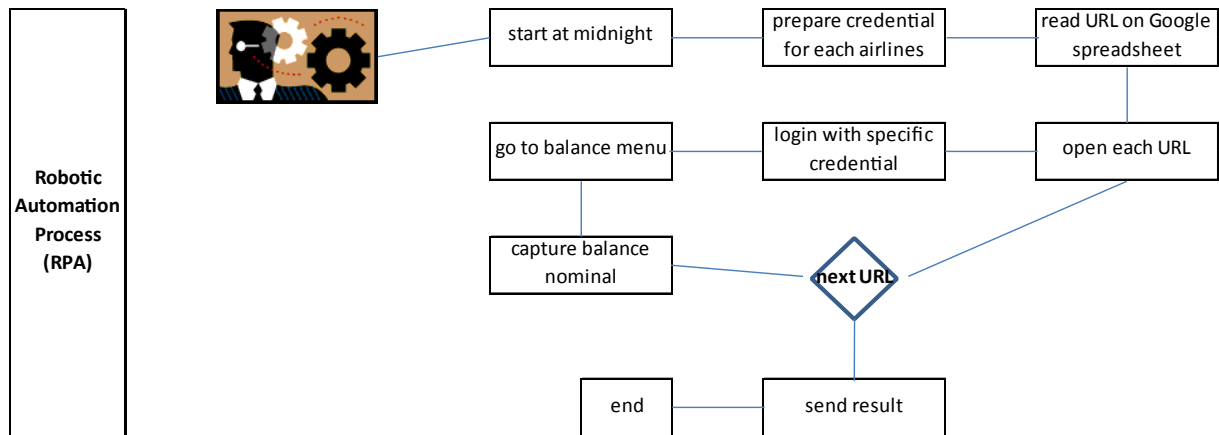 Robotic
Automation
Process
(RPA)
start at midnight
prepare credential
for each airlines
read URL on Google
spreadsheet
go to balance menu
login with specific
credential
open each URL
capture balance
nominal
next URL
end
send result